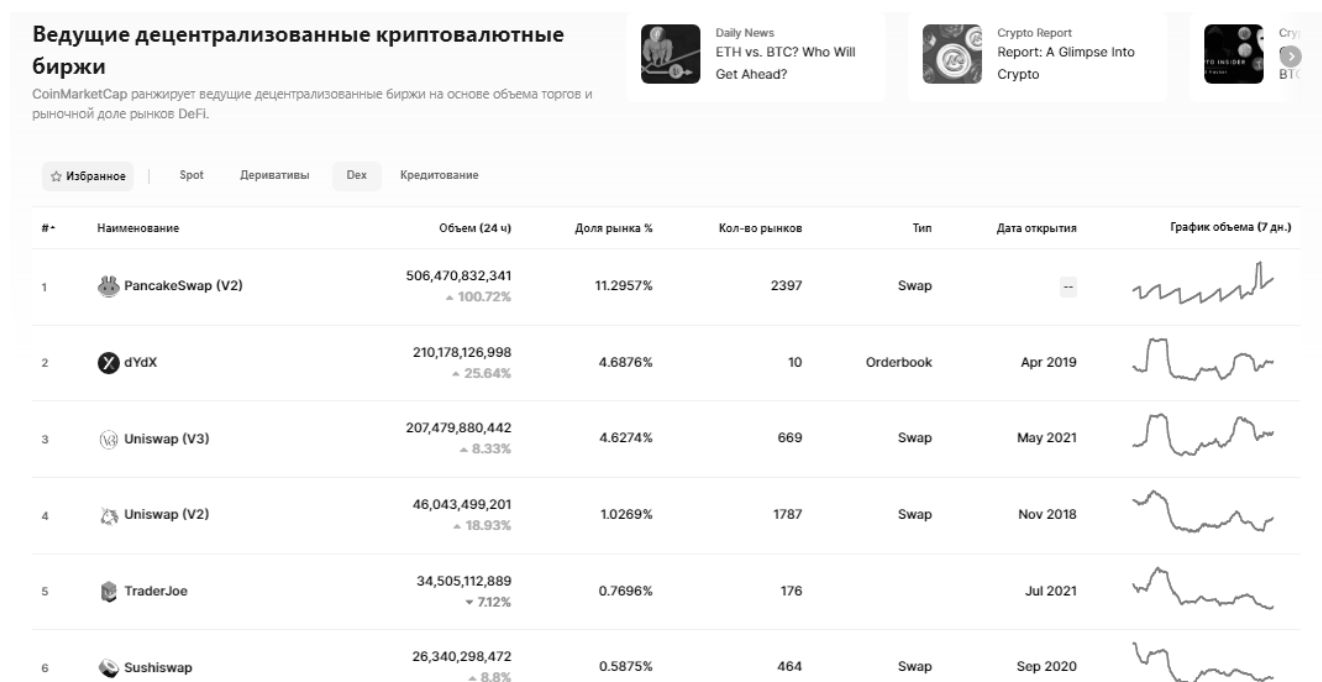 Ведущие децентрализованные криптовалютные
биржи
CoinMarketCap ранжирует ведущие децентрализованные биржи на основе объема торгов и
рыночной доле рынков DeFi.
Daily News
ETH vs. BTC? Who Will
Get Ahead?
Crypto Report
Report: A Glimpse Into
Crypto
Избранное Spot Деривативы Dex Кредитование
# Наименование Объем (24 ч) Доля рынка % Кол-во рынков Тип Дата открытия График объема (7 дн.)
1 PancakeSwap (V2) 506,470,832,341 11.2957% 2397 Swap --
100.72%
2 dYdX 210,178,126,998 4.6876% 10 Orderbook Apr 2019
25.64%
3 Uniswap (V3) 207,479,880,442 4.6274% 669 Swap May 2021
8.33%
4 Uniswap (V2) 46,043,499,201 1.0269% 1787 Swap Nov 2018
18.93%
5 TraderJoe 34,505,112,889 0.7696% 176 Jul 2021
7.12%
6 Sushiswap 26,340,298,472 0.5875% 464 Swap Sep 2020
8.8%